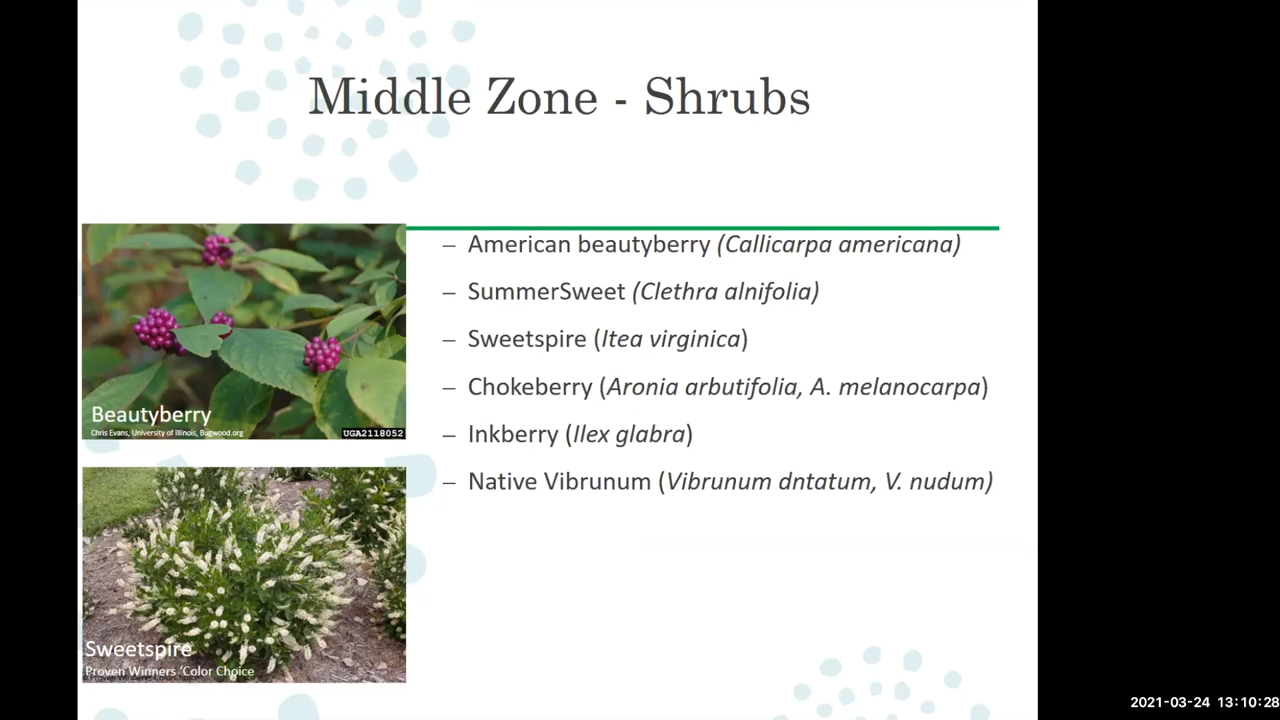 Middle Zone - Shrubs
– American beautyberry (Callicarpa americana)
– SummerSweet (Clethra alnifolia)
– Sweetspire (Itea virginica)
– Chokeberry (Aronia arbutifolia, A. melanocarpa)
– Inkberry (Ilex glabra)
– Native Vibrunum (Vibrunum dntatum, V. nudum)
Beautyberry
Chris Evans, University of Illinois, Bugwood.org
UGA2118052
Sweetspire
Proven Winners ‘Color Choice
2021-03-24 13:10:28